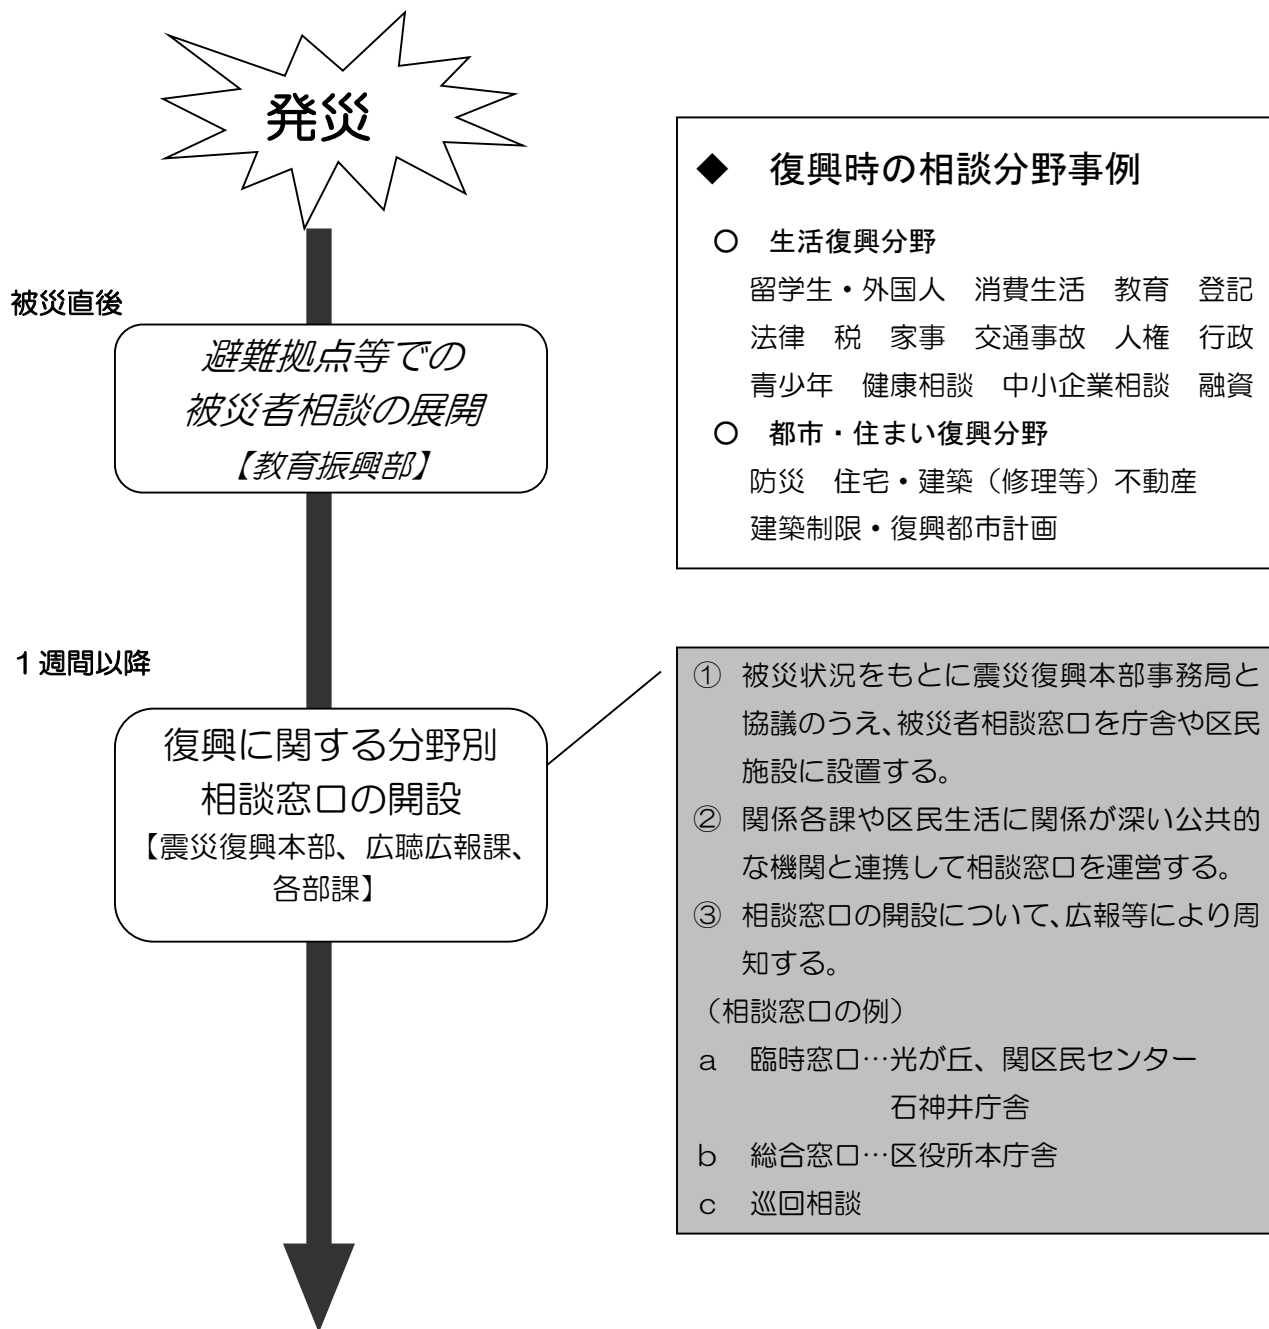 発災
被災直後
避難拠点等での
被災者相談の展開
【教育振興部】
1週間以降
復興に関する分野別
相談窓口の開設
【震災復興本部、広聴広報課、
各部課】
◆ 復興時の相談分野事例
○ 生活復興分野
留学生・外国人 消費生活 教育 登記
法律 税 家事 交通事故 人権 行政
青少年 健康相談 中小企業相談 融資
○ 都市・住まい復興分野
防災 住宅・建築（修理等）不動産
建築制限・復興都市計画
① 被災状況をもとに震災復興本部事務局と
協議のうえ、被災者相談窓口を庁舎や区民
施設に設置する。
② 関係各課や区民生活に関係が深い公共的
な機関と連携して相談窓口を運営する。
③ 相談窓口の開設について、広報等により周
知する。
（相談窓口の例）
a 臨時窓口…光が丘、関区民センター
石神井庁舎
b 総合窓口…区役所本庁舎
c 巡回相談